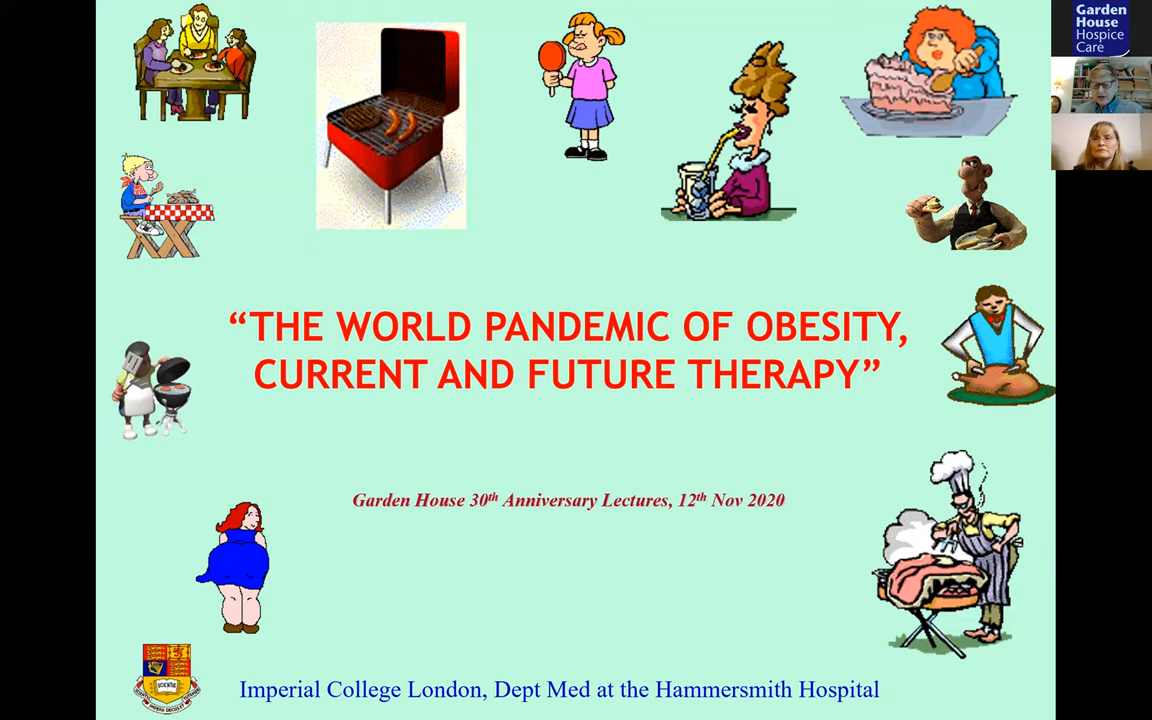 Garden
House
Hospice
Care
“THE WORLD PANDEMIC OF OBESITY,
CURRENT AND FUTURE THERAPY”
Garden House 30th Anniversary Lectures, 12th Nov 2020
Imperial College London, Dept Med at the Hammersmith Hospital